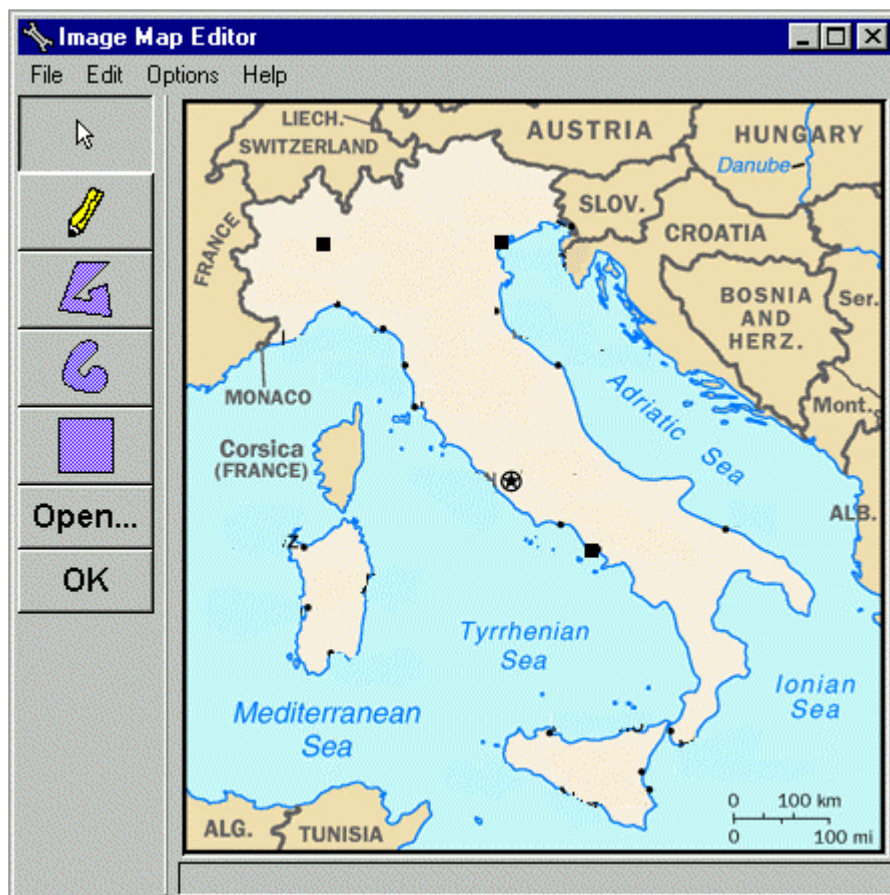 Image Map Editor
File Edit Options Help
LIECH.
SWITZERLAND
AUSTRIA
HUNGARY
Danube
SLOV.
CROATIA
FRANCE
BOSNIA
AND
HERZ.
Ser.
MONACO
Adriatic Sea
Mont.
Corsica
(FRANCE)
Open...
ALB.
OK
Tyrrhenian
Sea
Ionian
Sea
Mediterranean
Sea
0 100 km
0 100 mi
ALG.
TUNISIA